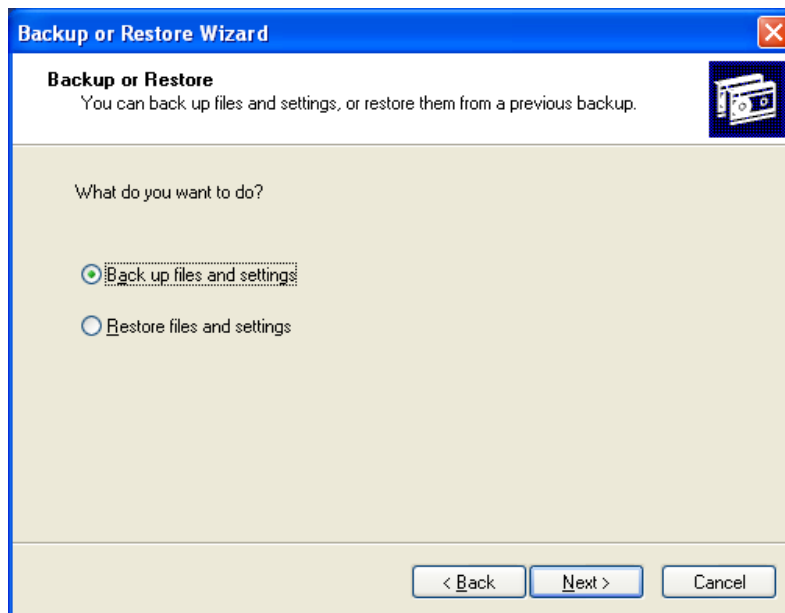 Backup or Restore Wizard
Backup or Restore
You can back up files and settings, or restore them from a previous backup.
What do you want to do?
Back up files and settings
Restore files and settings
< Back Next > Cancel